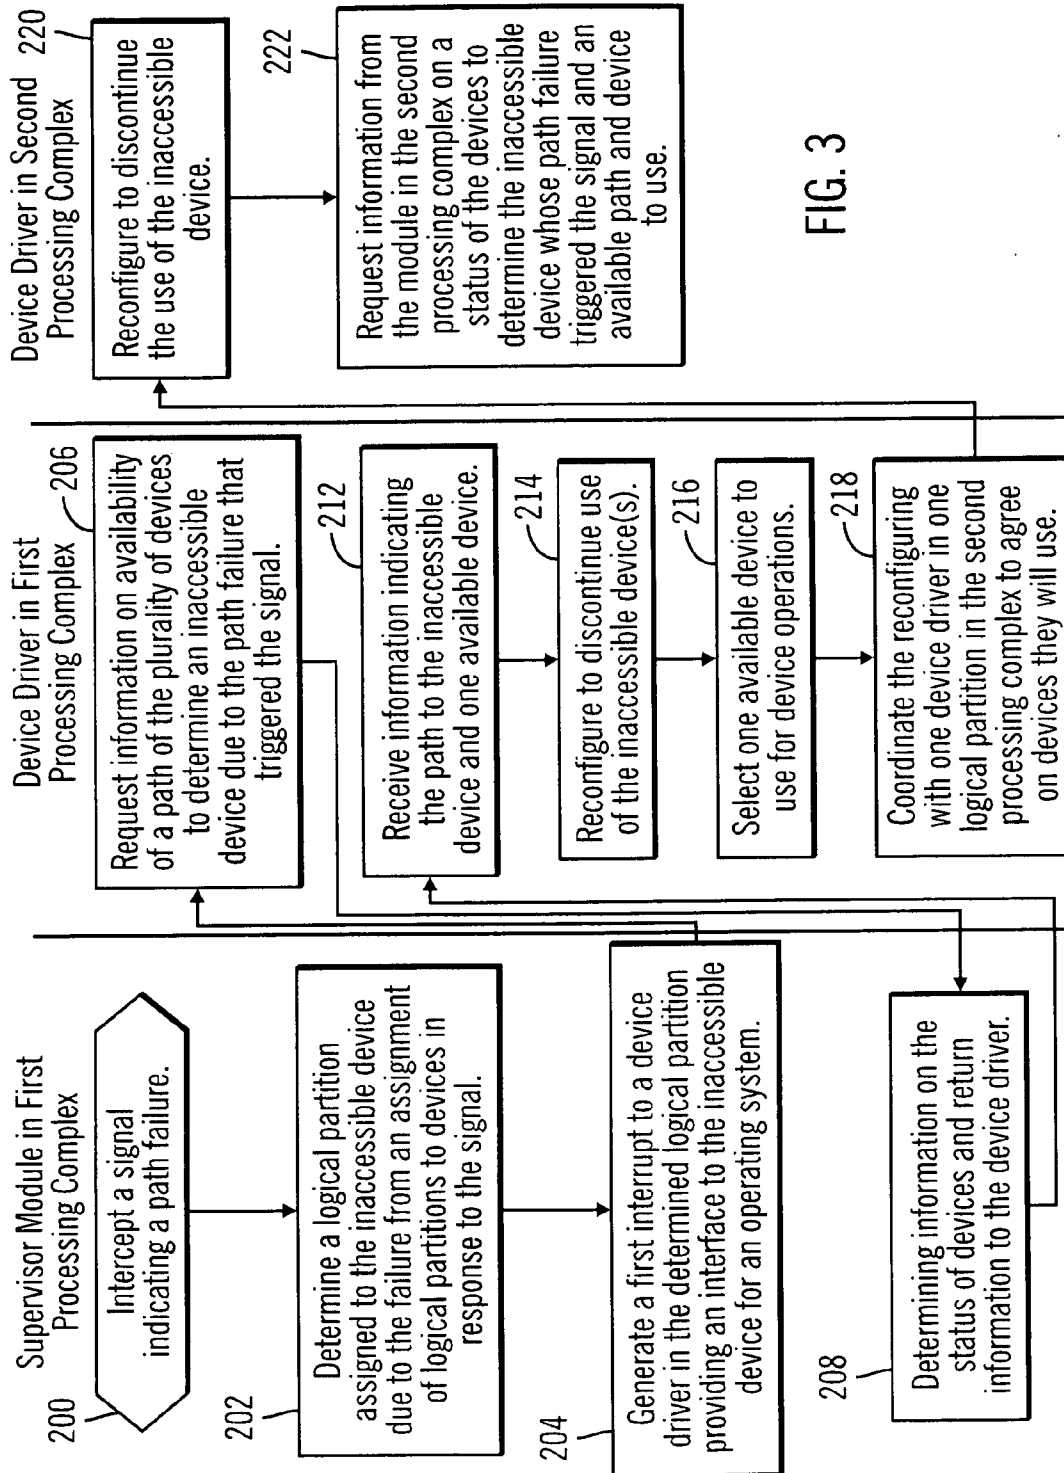 Supervisor Module in First
Processing Complex
200
Intercept a signal
indicating a path failure.
202
Determine a logical partition
assigned to the inaccessible device
due to the failure from an assignment
of logical partitions to devices in
response to the signal.
204
Generate a first interrupt to a device
driver in the determined logical partition
providing an interface to the inaccessible
device for an operating system.
208
Determining information on the
status of devices and return
information to the device driver.
Device Driver in First
Processing Complex
206
Request information on availability
of a path of the plurality of devices
to determine an inaccessible
device due to the path failure that
triggered the signal.
212
Receive information indicating
the path to the inaccessible
device and one available device.
214
Reconfigure to discontinue use
of the inaccessible device(s).
216
Select one available device to
use for device operations.
218
Coordinate the reconfiguring
with one device driver in one
logical partition in the second
processing complex to agree
on devices they will use.
Device Driver in Second
Processing Complex
220
Reconfigure to discontinue
the use of the inaccessible
device.
222
Request information from
the module in the second
processing complex on a
status of the devices to
determine the inaccessible
device whose path failure
triggered the signal and an
available path and device
to use.
FIG. 3